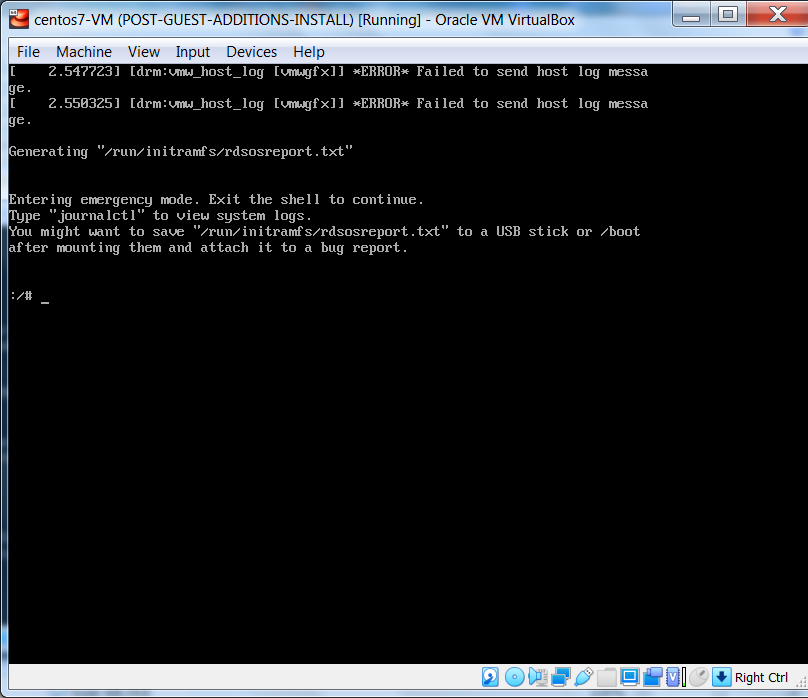 centos7-VM (POST-GUEST-ADDITIONS-INSTALL) [Running] - Oracle VM VirtualBox
File Machine View Input Devices Help
[    2.547723] [drm:vmw_host_log [vmwgfx]] *ERROR* Failed to send host log messa
ge.
[    2.550325] [drm:vmw_host_log [vmwgfx]] *ERROR* Failed to send host log messa
ge.
Generating "/run/initramfs/rdsosreport.txt"
Entering emergency mode. Exit the shell to continue.
Type "journalctl" to view system logs.
You might want to save "/run/initramfs/rdsosreport.txt" to a USB stick or /boot
after mounting them and attach it to a bug report.
:/# _
Right Ctrl